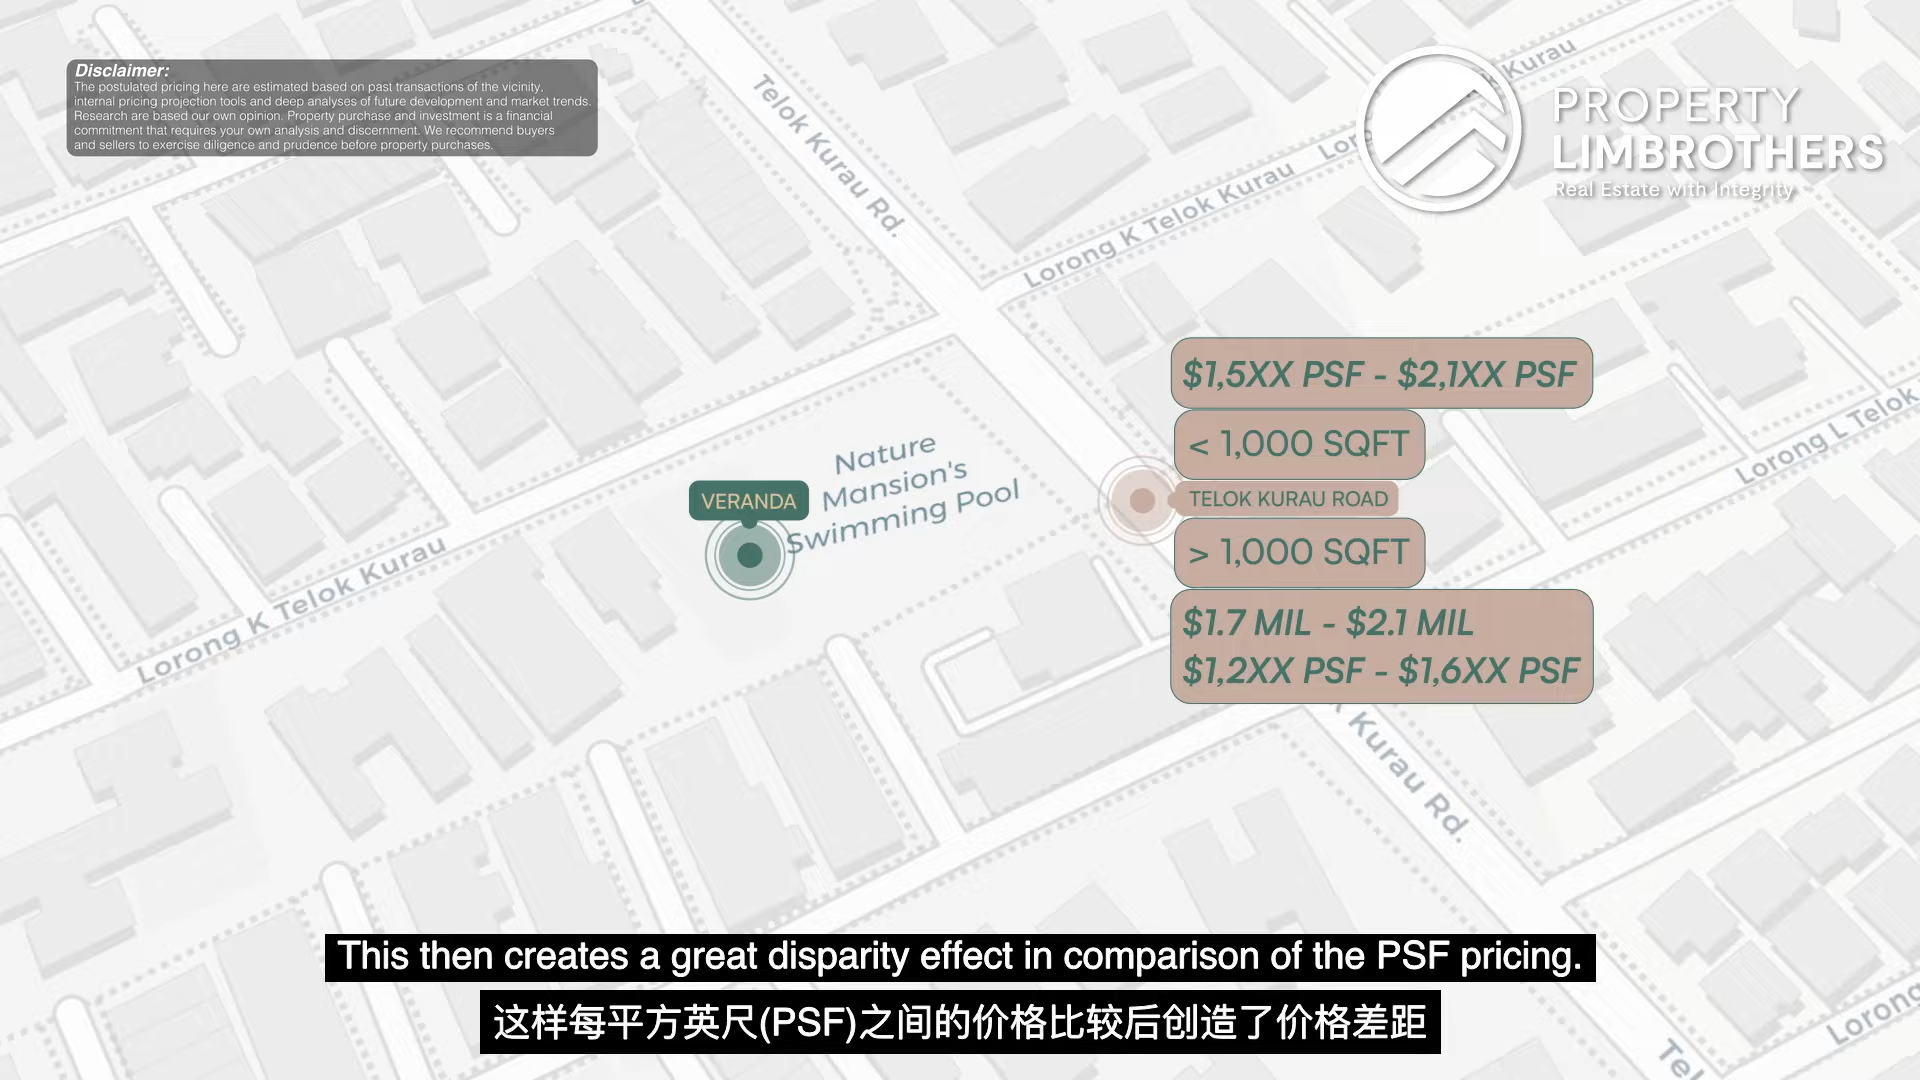 Disclaimer:
The postulated pricing here are estimated based on past transactions of the vicinity,
internal pricing projection tools and deep analyses of future development and market trends.
Research are based our own opinion. Property purchase and investment is a financial
commitment that requires your own analysis and discernment. We recommend buyers
and sellers to exercise diligence and prudence before property purchases.
PROPERTY
LIMBROTHERS
Real Estate with Integrity
Telok Kurau Rd.
Lorong K Telok Kurau
Kurau
$1,5XX PSF - $2,1XX PSF
< 1,000 SQFT
TELOK KURAU ROAD
> 1,000 SQFT
$1.7 MIL - $2.1 MIL
$1,2XX PSF - $1,6XX PSF
Lorong L Telok
Nature
Mansion's
Swimming Pool
VERANDA
Lorong K Telok Kurau
Kurau Rd.
Lorong
Tel
This then creates a great disparity effect in comparison of the PSF pricing.
这样每平方英尺(PSF)之间的价格比较后创造了价格差距